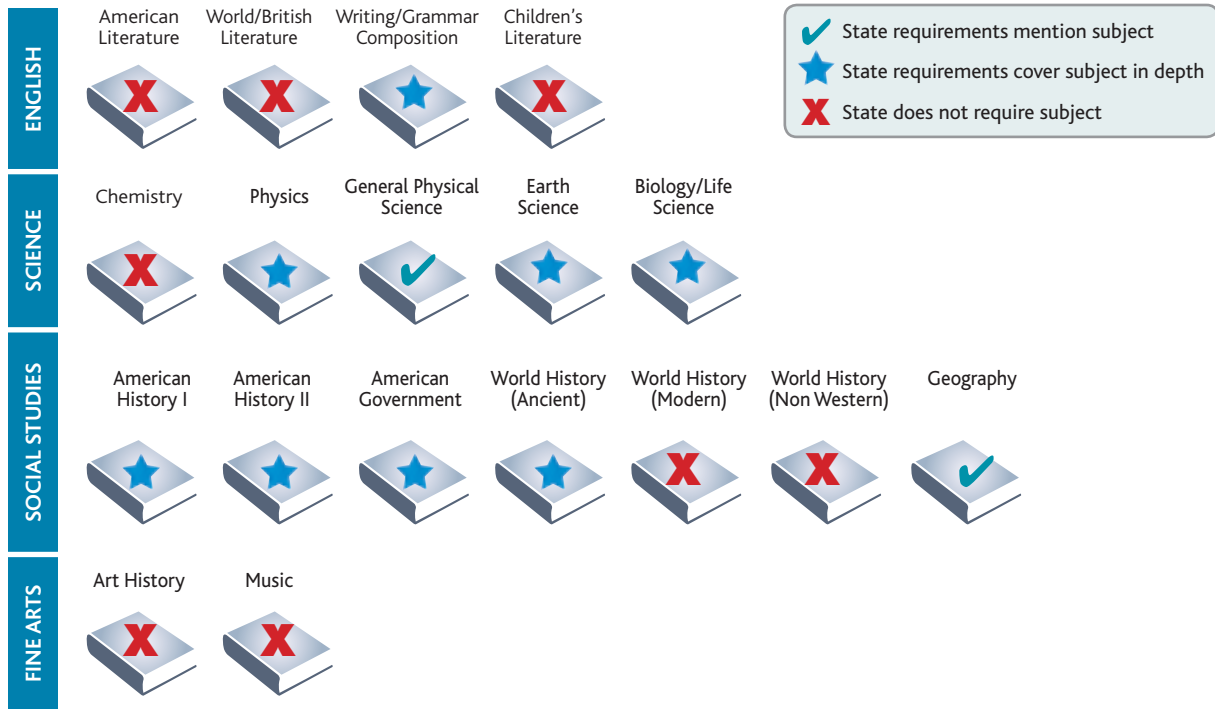 ENGLISH
American
Literature
World/British
Literature
Writing/Grammar
Composition
Children's
Literature
State requirements mention subject
State requirements cover subject in depth
State does not require subject
SCIENCE
Chemistry
Physics
General Physical
Science
Earth
Science
Biology/Life
Science
SOCIAL STUDIES
American
History I
American
History II
American
Government
World History
(Ancient)
World History
(Modern)
World History
(Non Western)
Geography
FINE ARTS
Art History
Music